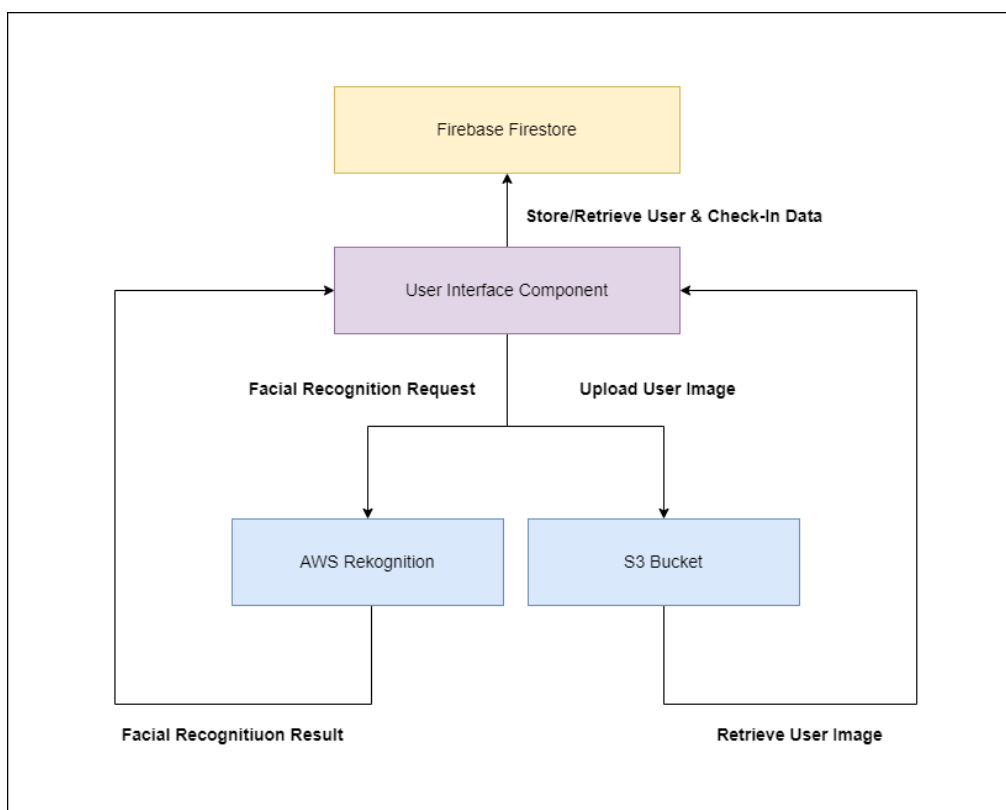 Firebase Firestore
Store/Retrieve User & Check-In Data
User Interface Component
Facial Recognition Request
Upload User Image
AWS Rekognition
S3 Bucket
Facial Recognitiuon Result
Retrieve User Image